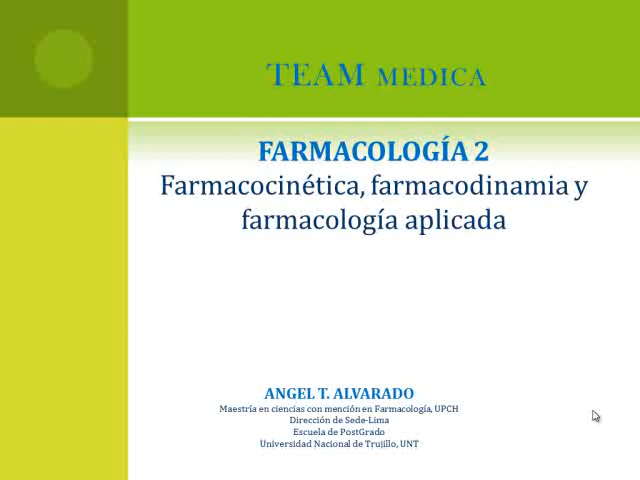 TEAM MEDICA
FARMACOLOGÍA 2
Farmacocinética, farmacodinamia y
farmacología aplicada
ANGEL T. ALVARADO
Maestría en ciencias con mención en Farmacología, UPCH
Dirección de Sede-Lima
Escuela de PostGrado
Universidad Nacional de Trujillo, UNT